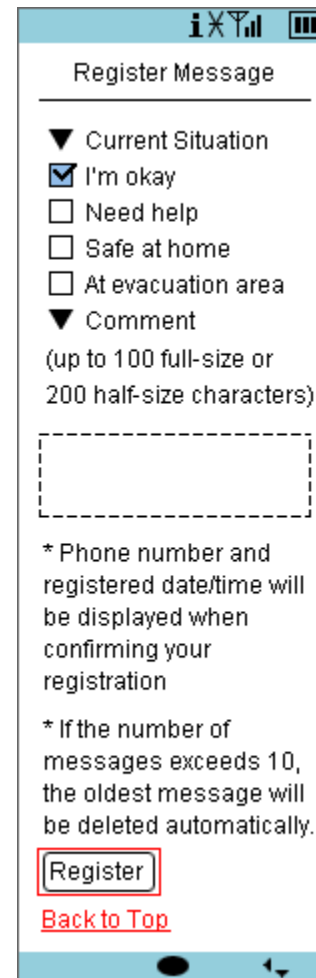 Register Message
▼ Current Situation
I'm okay
Need help
Safe at home
At evacuation area
▼ Comment
(up to 100 full-size or
200 half-size characters)
* Phone number and
registered date/time will
be displayed when
confirming your
registration
* If the number of
messages exceeds 10,
the oldest message will
be deleted automatically.
Register
Back to Top